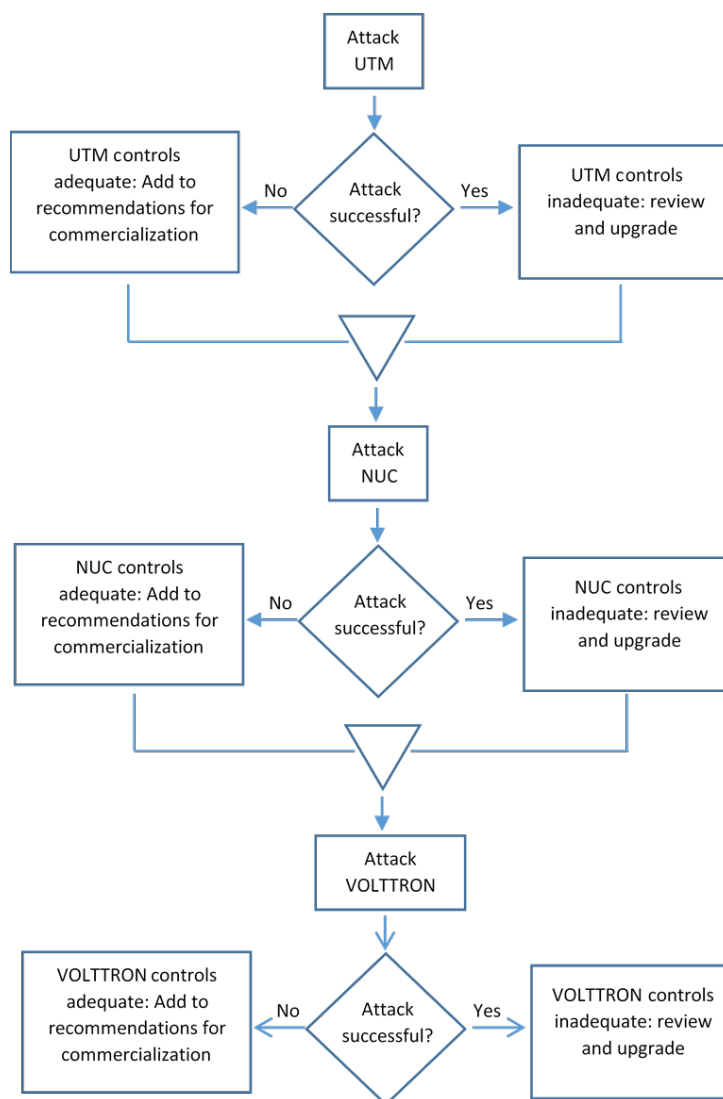 Attack
UTM
UTM controls
adequate: Add to
recommendations for
commercialization
No
Attack
successful?
Yes
UTM controls
inadequate: review
and upgrade
Attack
NUC
NUC controls
adequate: Add to
recommendations for
commercialization
No
Attack
successful?
Yes
NUC controls
inadequate: review
and upgrade
Attack
VOLTTRON
VOLTTRON controls
adequate: Add to
recommendations for
commercialization
No
Attack
successful?
Yes
VOLTTRON controls
inadequate: review
and upgrade